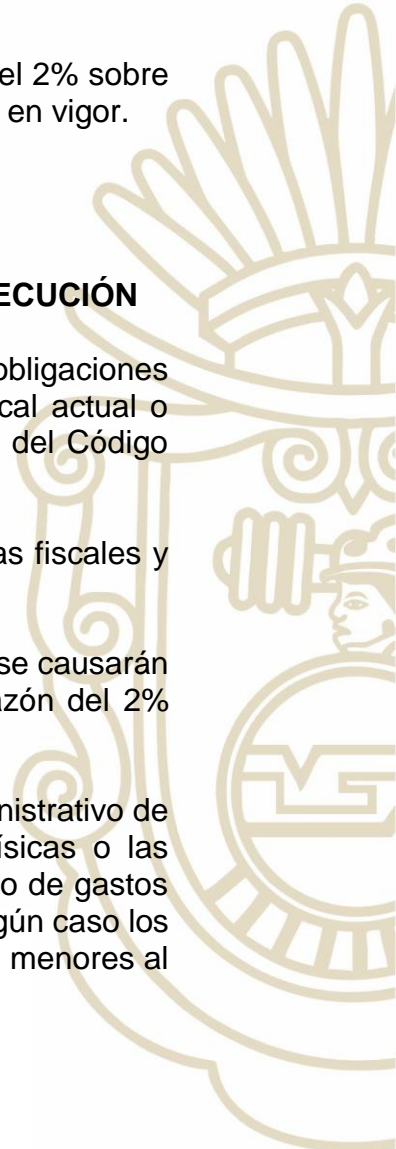 el 2% sobre
en vigor.
ECUCIÓN
obligaciones
cal actual o
del Código
as fiscales y
se causarán
azón del 2%
nistrativo de
ísicas o las
o de gastos
gún caso los
menores al